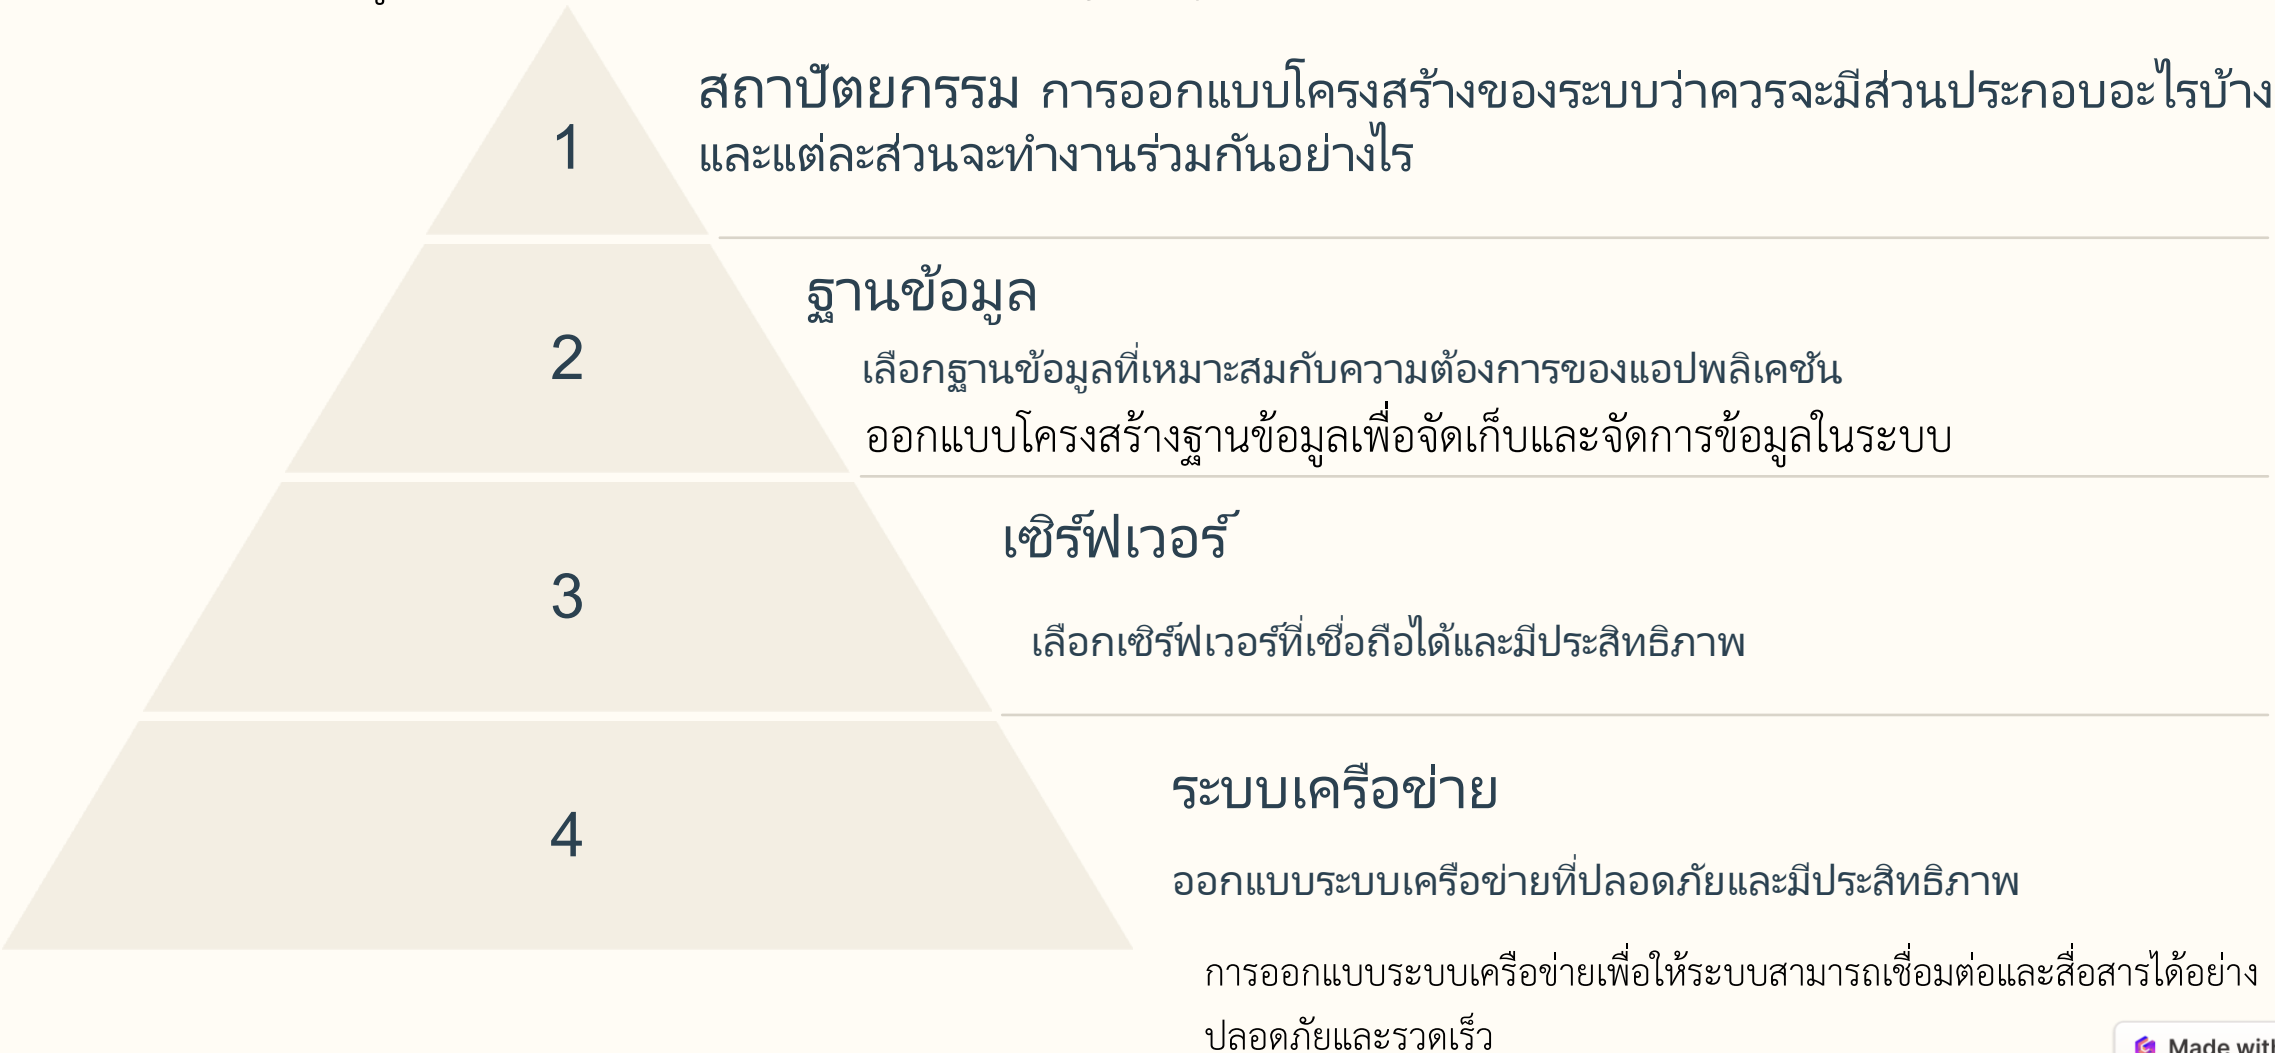 1
สถาปัตยกรรม การออกแบบโครงสร้างของระบบว่าควรจะมีส่วนประกอบอะไรบ้าง
และแต่ละส่วนจะทำงานร่วมกันอย่างไร
2
ฐานข้อมูล
เลือกฐานข้อมูลที่เหมาะสมกับความต้องการของแอปพลิเคชัน
ออกแบบโครงสร้างฐานข้อมูลเพื่อจัดเก็บและจัดการข้อมูลในระบบ
3
เซิร์ฟเวอร์
เลือกเซิร์ฟเวอร์ที่เชื่อถือได้และมีประสิทธิภาพ
4
ระบบเครือข่าย
ออกแบบระบบเครือข่ายที่ปลอดภัยและมีประสิทธิภาพ
การออกแบบระบบเครือข่ายเพื่อให้ระบบสามารถเชื่อมต่อและสื่อสารได้อย่าง
ปลอดภัยและรวดเร็ว
Made with